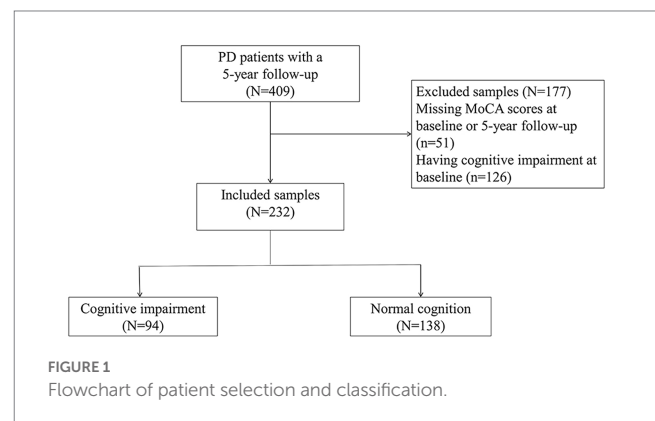 PD patients with a
5-year follow-up
(N=409)
Excluded samples (N=177)
Missing MoCA scores at
baseline or 5-year follow-up
(n=51)
Having cognitive impairment at
baseline (n=126)
Included samples
(N=232)
Cognitive impairment
(N=94)
Normal cognition
(N=138)
FIGURE 1
Flowchart of patient selection and classification.